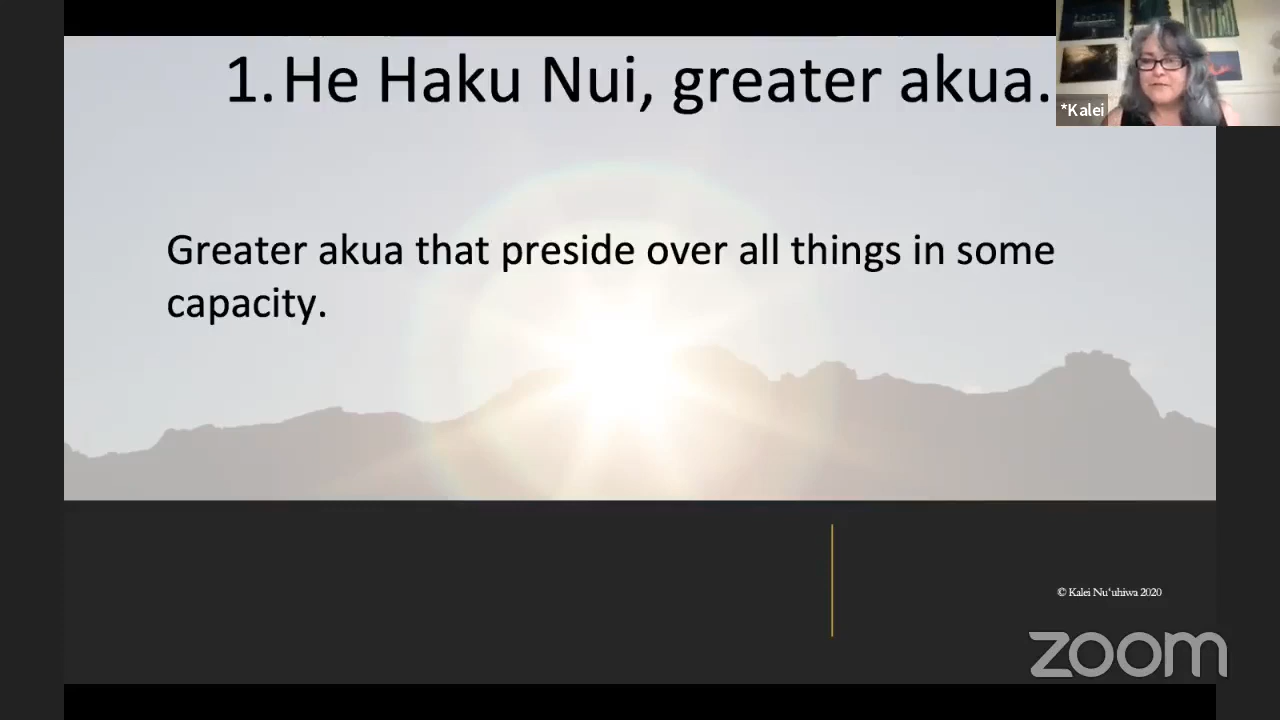 1. He Haku Nui, greater akua.
*Kalei
Greater akua that preside over all things in some
capacity.
© Kalei Nuʻuhiwa 2020
zoom